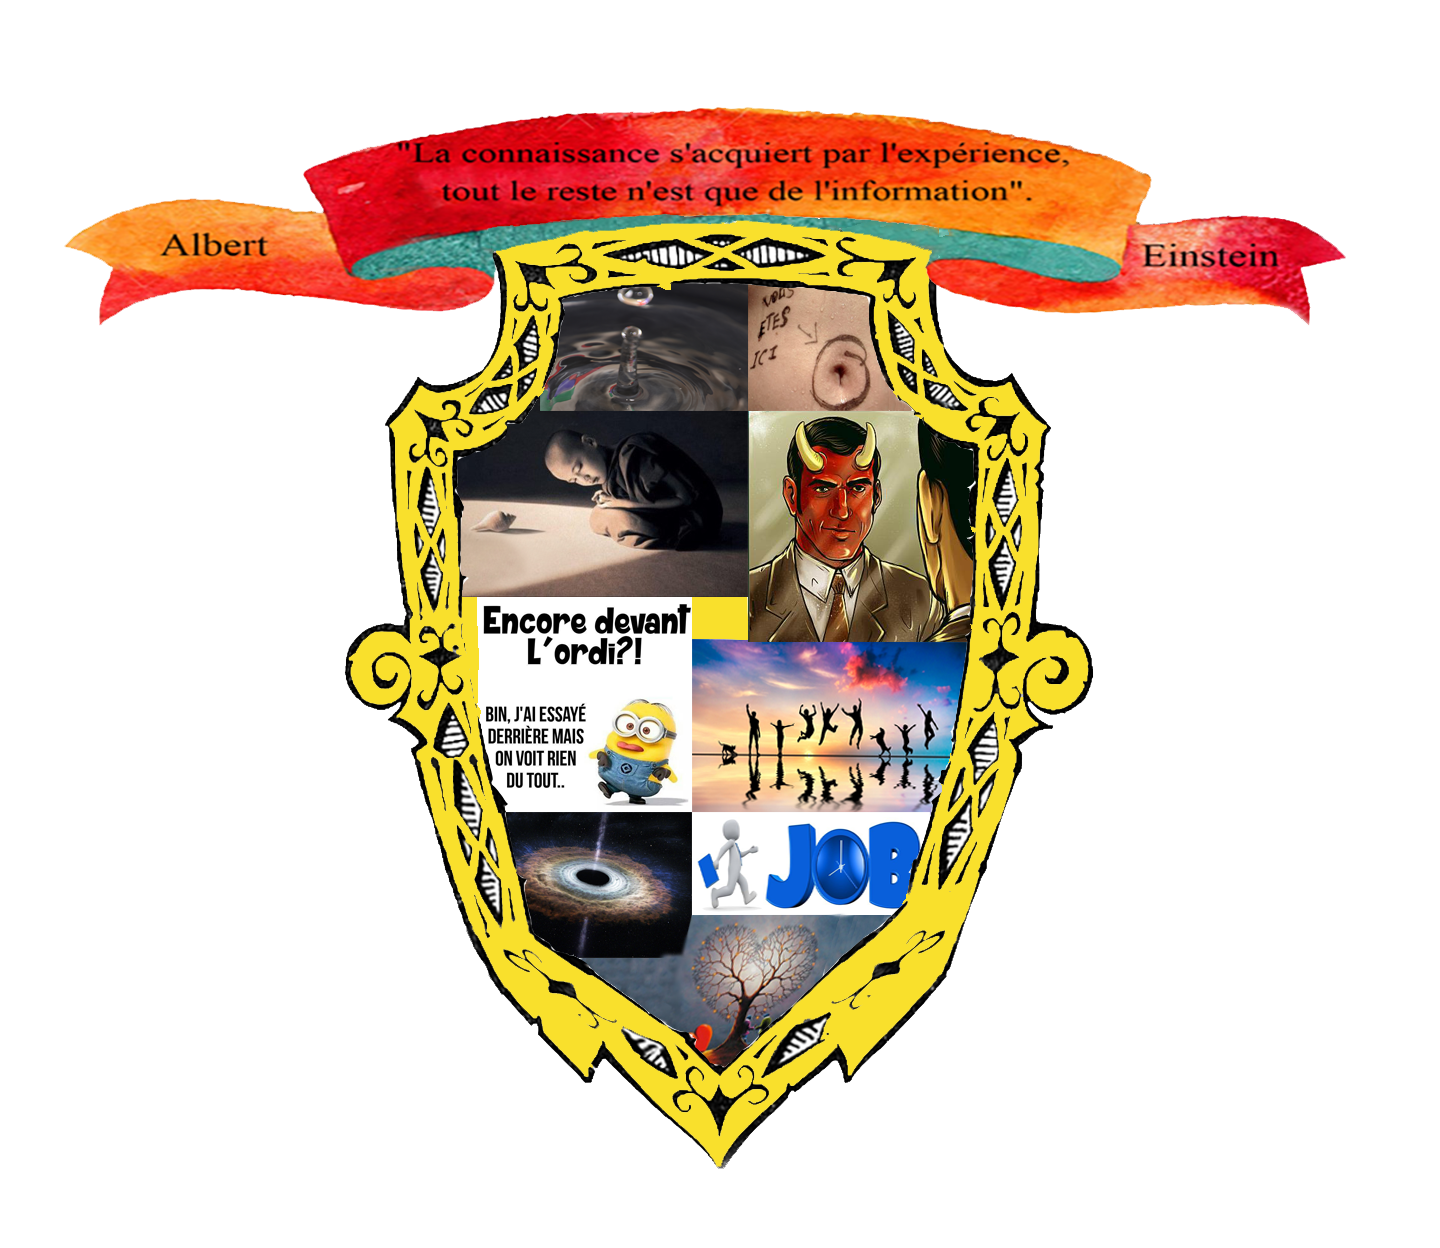 "La connaissance s'acquiert par l'expérience,
tout le reste n'est que de l'information".
Albert
Einstein
VOUS
ETES
ICI
Encore devant
L'ordi?!
BIN, J'AI ESSAYÉ
DERRIÈRE MAIS
ON VOIT RIEN
DU TOUT..
JOB